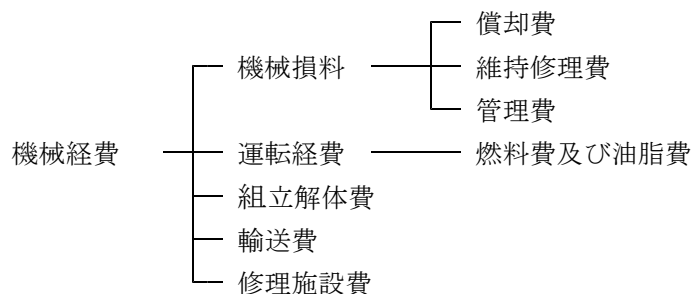 償却費
機械損料
維持修理費
管理費
機械経費
運転経費
燃料費及び油脂費
組立解体費
輸送費
修理施設費